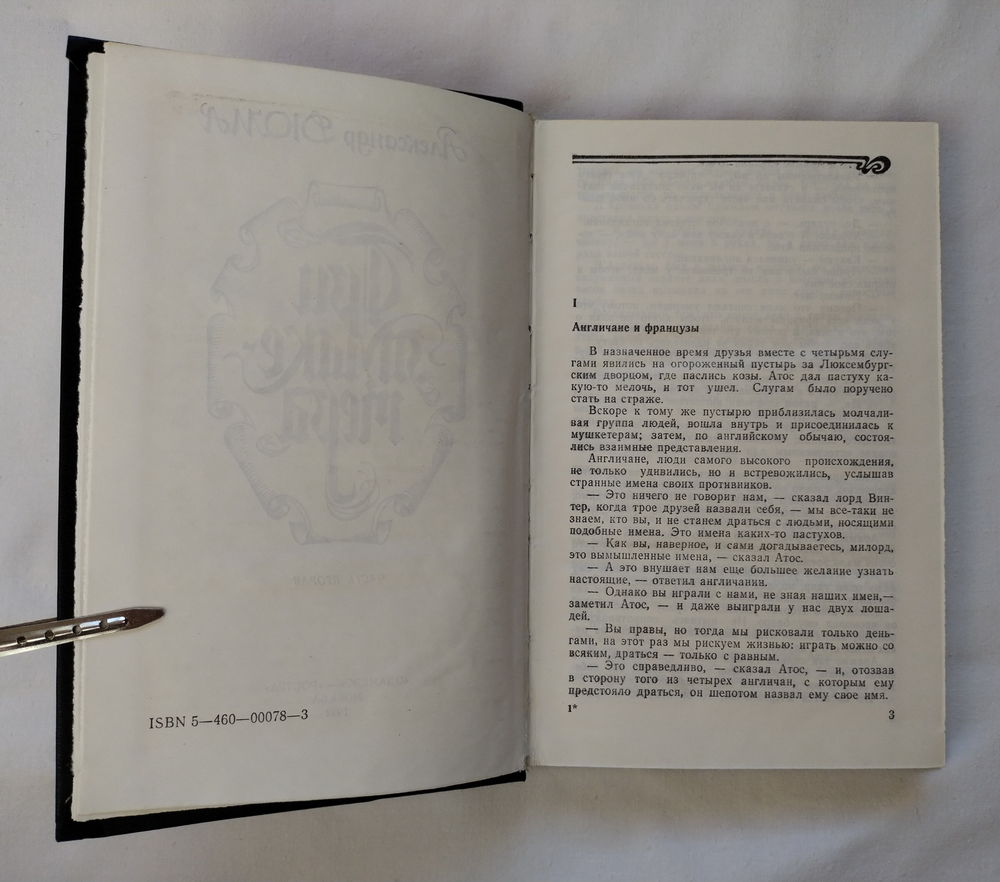 Александр ДЮМА
Три
мушке-
тера
ЧАСТЬ ВТОРАЯ
ISBN 5—460—00078—3
I
Англичане и французы
В назначенное время друзья вместе с четырьмя слу-
гами явились на огороженный пустырь за Люксембург-
ским дворцом, где паслись козы. Атос дал пастуху ка-
кую-то мелочь, и тот ушел. Слугам было поручено
стать на страже.
Вскоре к тому же пустырю приблизилась молчали-
вая группа людей, вошла внутрь и присоединилась к
мушкетерам; затем, по английскому обычаю, состоя-
лись взаимные представления.
Англичане, люди самого высокого происхождения,
не только удивились, но и встревожились, услышав
странные имена своих противников.
— Это ничего не говорит нам, — сказал лорд Вин-
тер, когда трое друзей назвали себя, — мы все-таки не
знаем, кто вы, и не станем драться с людьми, носящими
подобные имена. Это имена каких-то пастухов.
— Как вы, наверное, и сами догадываетесь, милорд,
это вымышленные имена, — сказал Атос.
— А это внушает нам еще большее желание узнать
настоящие, — ответил англичанин.
— Однако вы играли с нами, не зная наших имен,—
заметил Атос, — и даже выиграли у нас двух лоша-
дей.
— Вы правы, но тогда мы рисковали только день-
гами, на этот раз мы рискуем жизнью: играть можно со
всяким, драться — только с равным.
— Это справедливо, — сказал Атос, — и, отозвав
в сторону того из четырех англичан, с которым ему
предстояло драться, он шепотом назвал ему свое имя.
1*
3